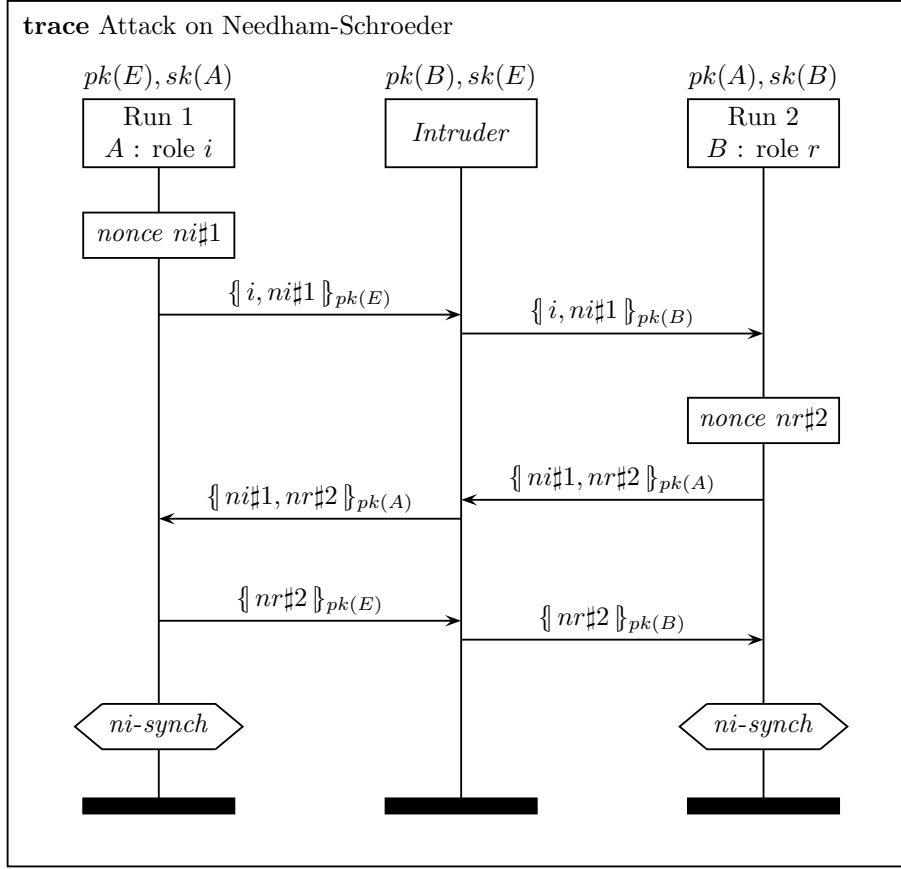 trace Attack on Needham-Schroeder
pk(E), sk(A)
pk(B), sk(E)
pk(A), sk(B)
Run 1
A : role i
Intruder
Run 2
B : role r
nonce ni♯1
{| i, ni♯1 |}pk(E)
{| i, ni♯1 |}pk(B)
nonce nr♯2
{| ni♯1, nr♯2 |}pk(A)
{| ni♯1, nr♯2 |}pk(A)
{| nr♯2 |}pk(E)
{| nr♯2 |}pk(B)
ni-synch
ni-synch